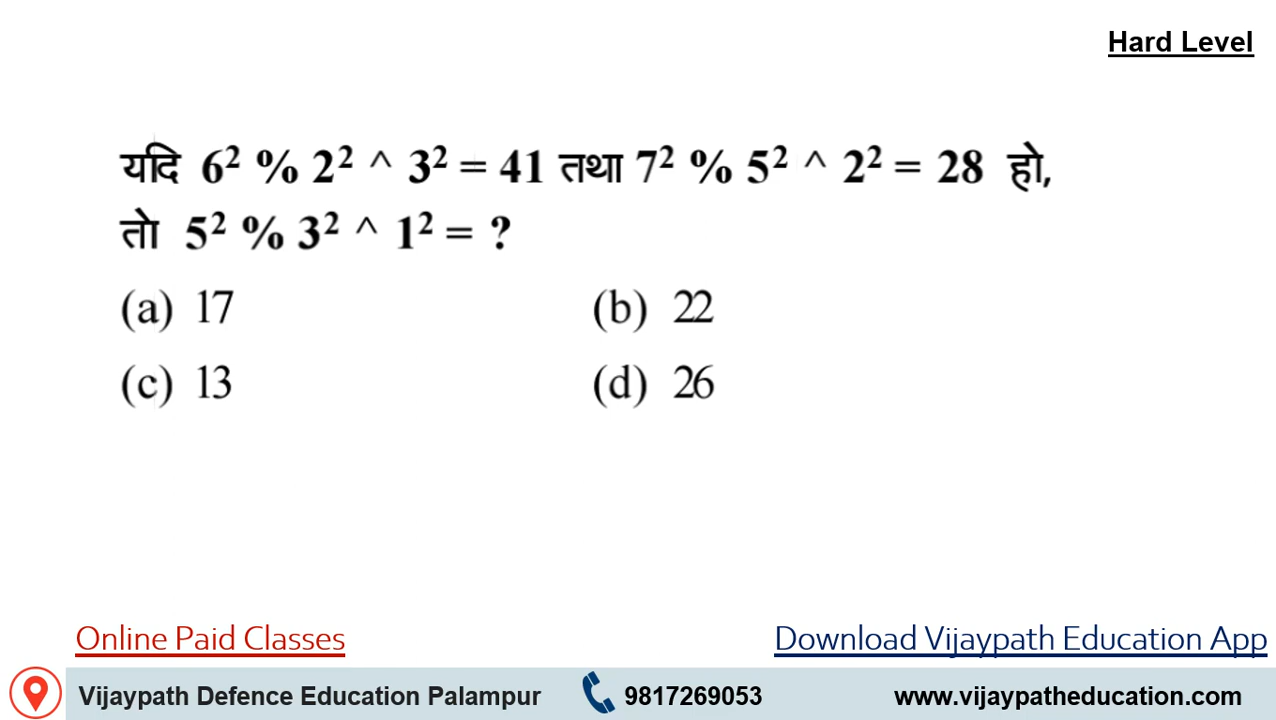 Hard Level
यदि 6² % 2² ^ 3² = 41 तथा 7² % 5² ^ 2² = 28 हो,
तो 5² % 3² ^ 1² = ?
(a) 17 (b) 22
(c) 13 (d) 26
Online Paid Classes Download Vijaypath Education App
Vijaypath Defence Education Palampur 9817269053 www.vijaypatheducation.com